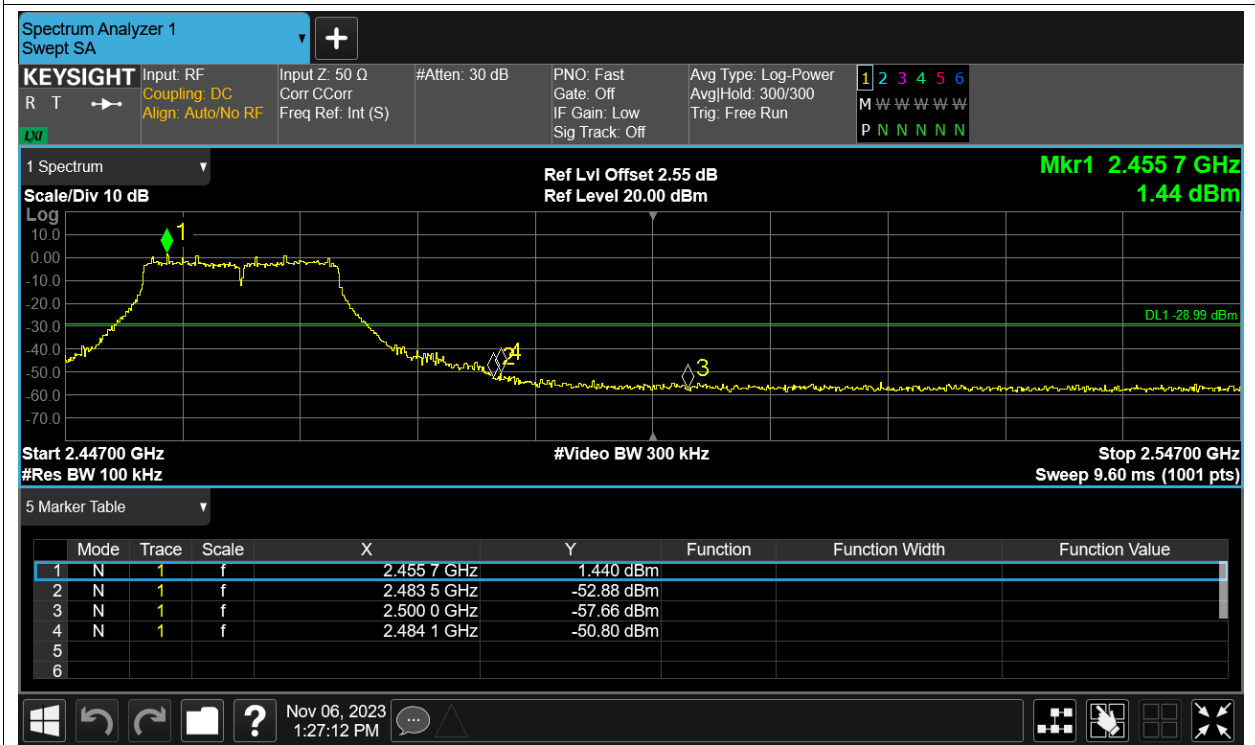 Spectrum Analyzer 1
Swept SA
KEYSIGHT
R T
LXI
Input: RF
Coupling: DC
Align: Auto/No RF
Input Z: 50 Ω
Corr CCorr
Freq Ref: Int (S)
#Atten: 30 dB
PNO: Fast
Gate: Off
IF Gain: Low
Sig Track: Off
Avg Type: Log-Power
Avg|Hold: 300/300
Trig: Free Run
1 2 3 4 5 6
M W W W W W
P N N N N N
1 Spectrum
Scale/Div 10 dB
Ref Lvl Offset 2.55 dB
Ref Level 20.00 dBm
Mkr1 2.455 7 GHz
1.44 dBm
Log
10.0
0.00
-10.0
-20.0
-30.0
-40.0
-50.0
-60.0
-70.0
1
2
4
3
DL1 -28.99 dBm
Start 2.44700 GHz
#Res BW 100 kHz
#Video BW 300 kHz
Stop 2.54700 GHz
Sweep 9.60 ms (1001 pts)
5 Marker Table
Mode Trace Scale X Y Function Function Width Function Value
1 N 1 f 2.455 7 GHz 1.440 dBm
2 N 1 f 2.483 5 GHz -52.88 dBm
3 N 1 f 2.500 0 GHz -57.66 dBm
4 N 1 f 2.484 1 GHz -50.80 dBm
5
6
?
Nov 06, 2023
1:27:12 PM